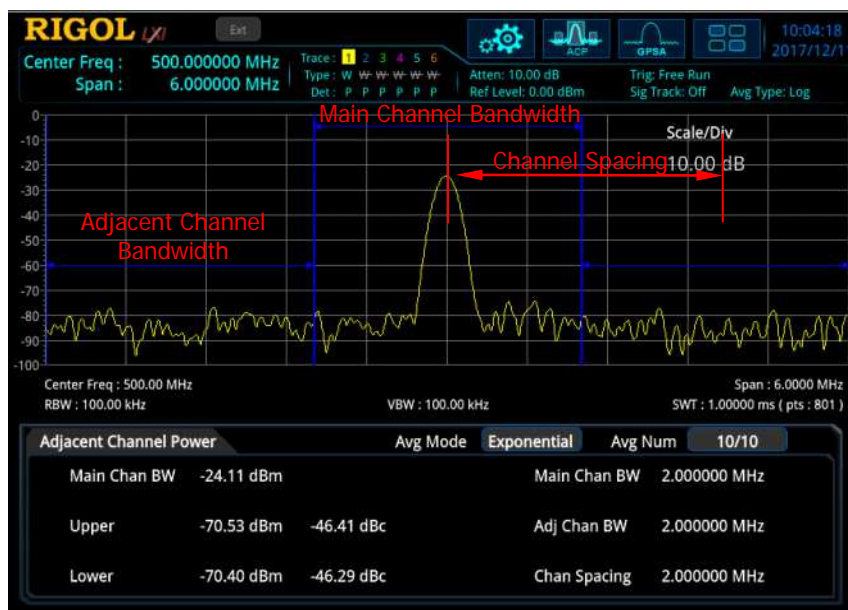 RIGOL LXI Ext
10:04:18
2017/12/1
ACP GPSA
Center Freq : 500.000000 MHz
Span : 6.000000 MHz
Trace: 1 2 3 4 5 6
Type: W W W W W W
Det: P P P P P P
Atten: 10.00 dB
Ref Level: 0.00 dBm
Trig: Free Run
Sig Track: Off
Avg Type: Log
Main Channel Bandwidth
Scale/Div
10.00 dB
Channel Spacing
Adjacent Channel
Bandwidth
0
-10
-20
-30
-40
-50
-60
-70
-80
-90
-100
Center Freq : 500.00 MHz
Span : 6.0000 MHz
RBW : 100.00 kHz
VBW : 100.00 kHz
SWT : 1.00000 ms ( pts : 801 )
Adjacent Channel Power
Avg Mode Exponential Avg Num 10/10
Main Chan BW -24.11 dBm
Main Chan BW 2.000000 MHz
Upper -70.53 dBm -46.41 dBc
Adj Chan BW 2.000000 MHz
Lower -70.40 dBm -46.29 dBc
Chan Spacing 2.000000 MHz